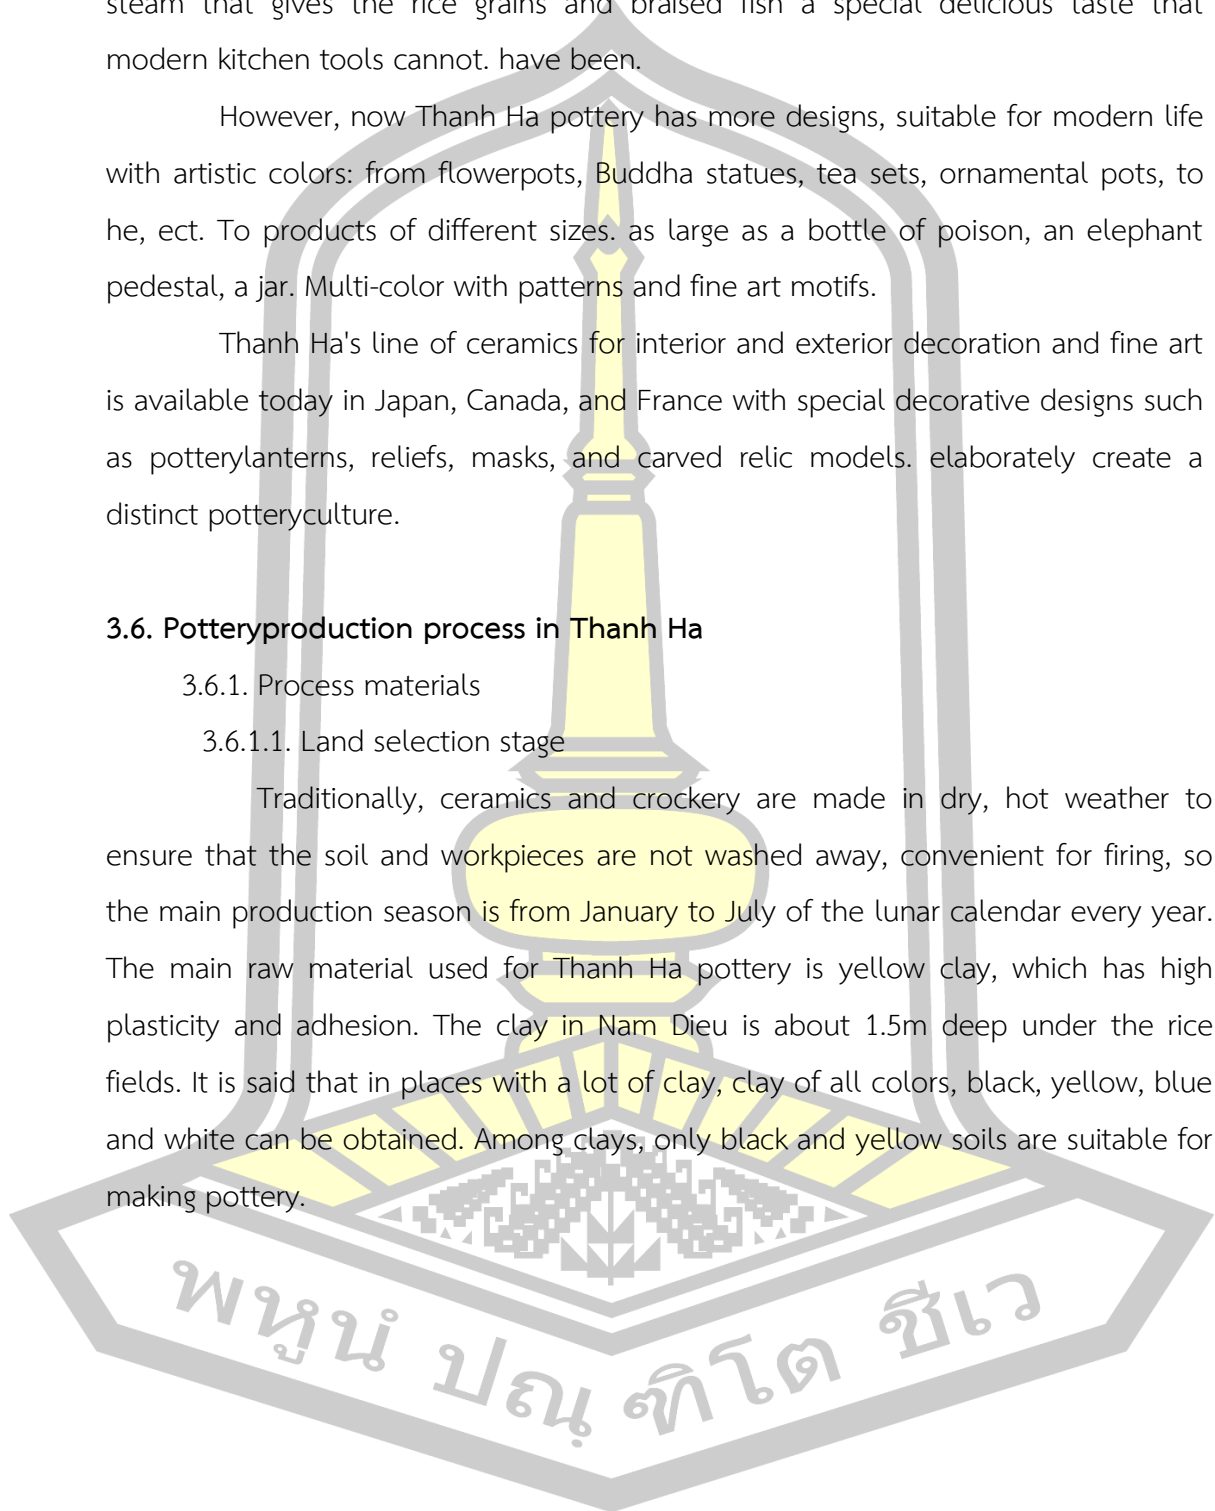 steam that gives the rice grains and braised fish a special delicious taste that
modern kitchen tools cannot. have been.
However, now Thanh Ha pottery has more designs, suitable for modern life
with artistic colors: from flowerpots, Buddha statues, tea sets, ornamental pots, to
he, ect. To products of different sizes. as large as a bottle of poison, an elephant
pedestal, a jar. Multi-color with patterns and fine art motifs.
Thanh Ha's line of ceramics for interior and exterior decoration and fine art
is available today in Japan, Canada, and France with special decorative designs such
as potterylanterns, reliefs, masks, and carved relic models. elaborately create a
distinct potteryculture.
3.6. Potteryproduction process in Thanh Ha
3.6.1. Process materials
3.6.1.1. Land selection stage
Traditionally, ceramics and crockery are made in dry, hot weather to
ensure that the soil and workpieces are not washed away, convenient for firing, so
the main production season is from January to July of the lunar calendar every year.
The main raw material used for Thanh Ha pottery is yellow clay, which has high
plasticity and adhesion. The clay in Nam Dieu is about 1.5m deep under the rice
fields. It is said that in places with a lot of clay, clay of all colors, black, yellow, blue
and white can be obtained. Among clays, only black and yellow soils are suitable for
making pottery.
พหูนํ ปณฺ ฑิโต ชีเว